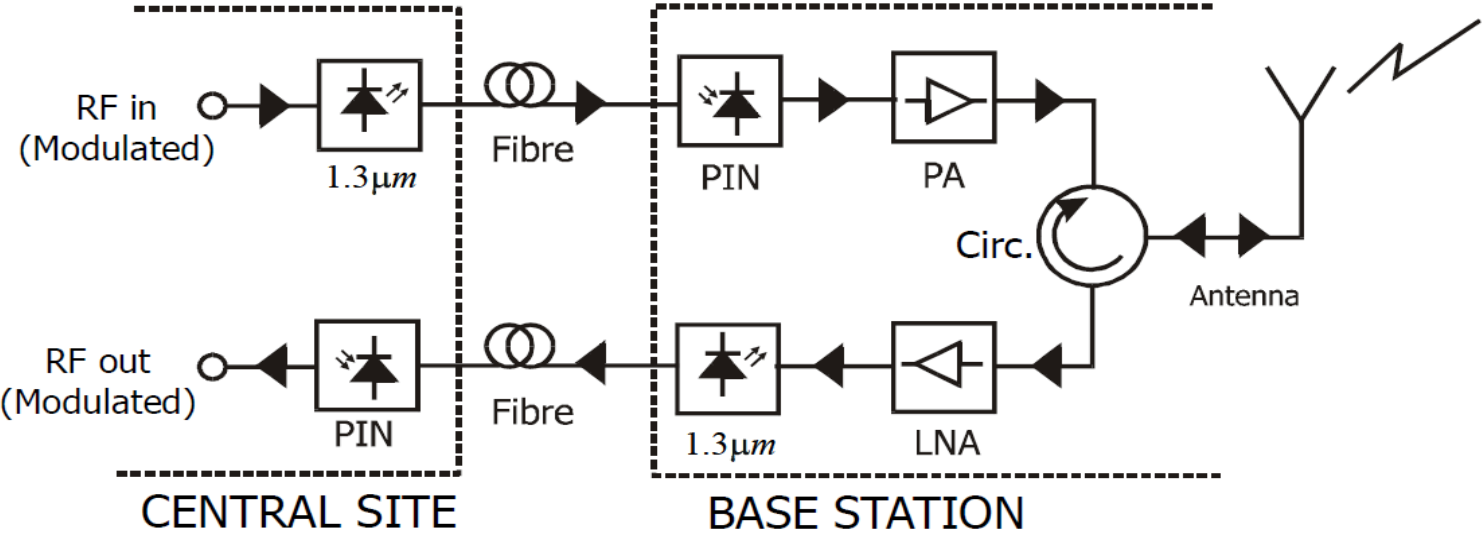 RF in
(Modulated)
1.3μm
Fibre
PIN
PA
Circ.
Antenna
RF out
(Modulated)
PIN
Fibre
1.3μm
LNA
CENTRAL SITE
BASE STATION